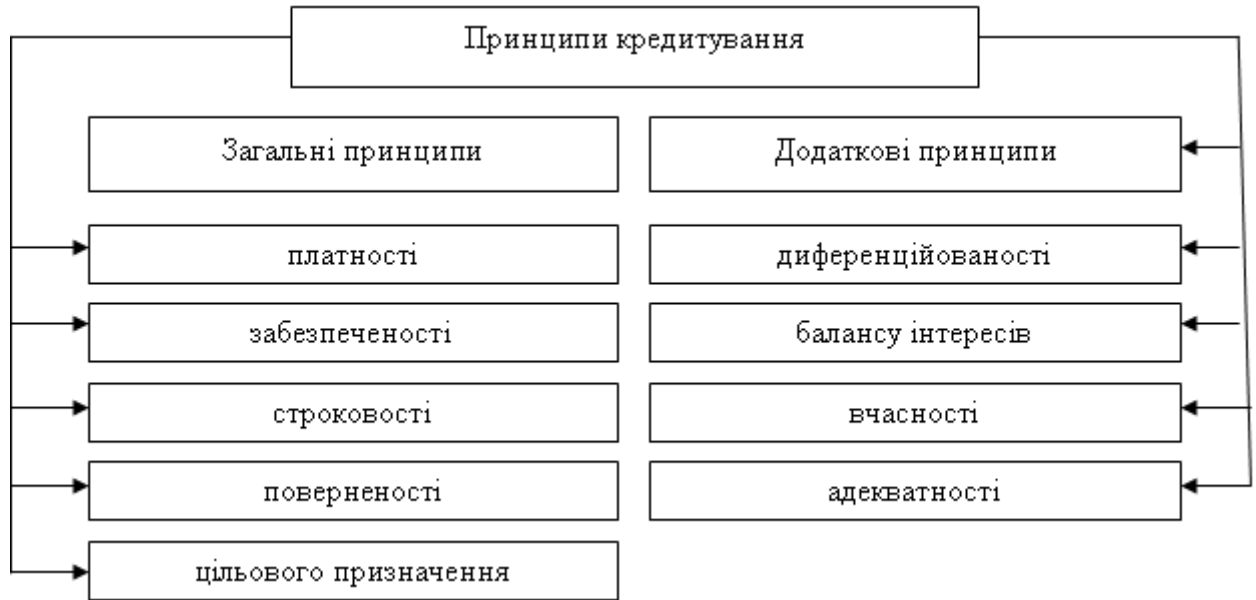 Принципи кредитування
Загальні принципи
Додаткові принципи
платності
диференційованості
забезпеченості
балансу інтересів
строковості
вчасності
поверненості
адекватності
цільового призначення